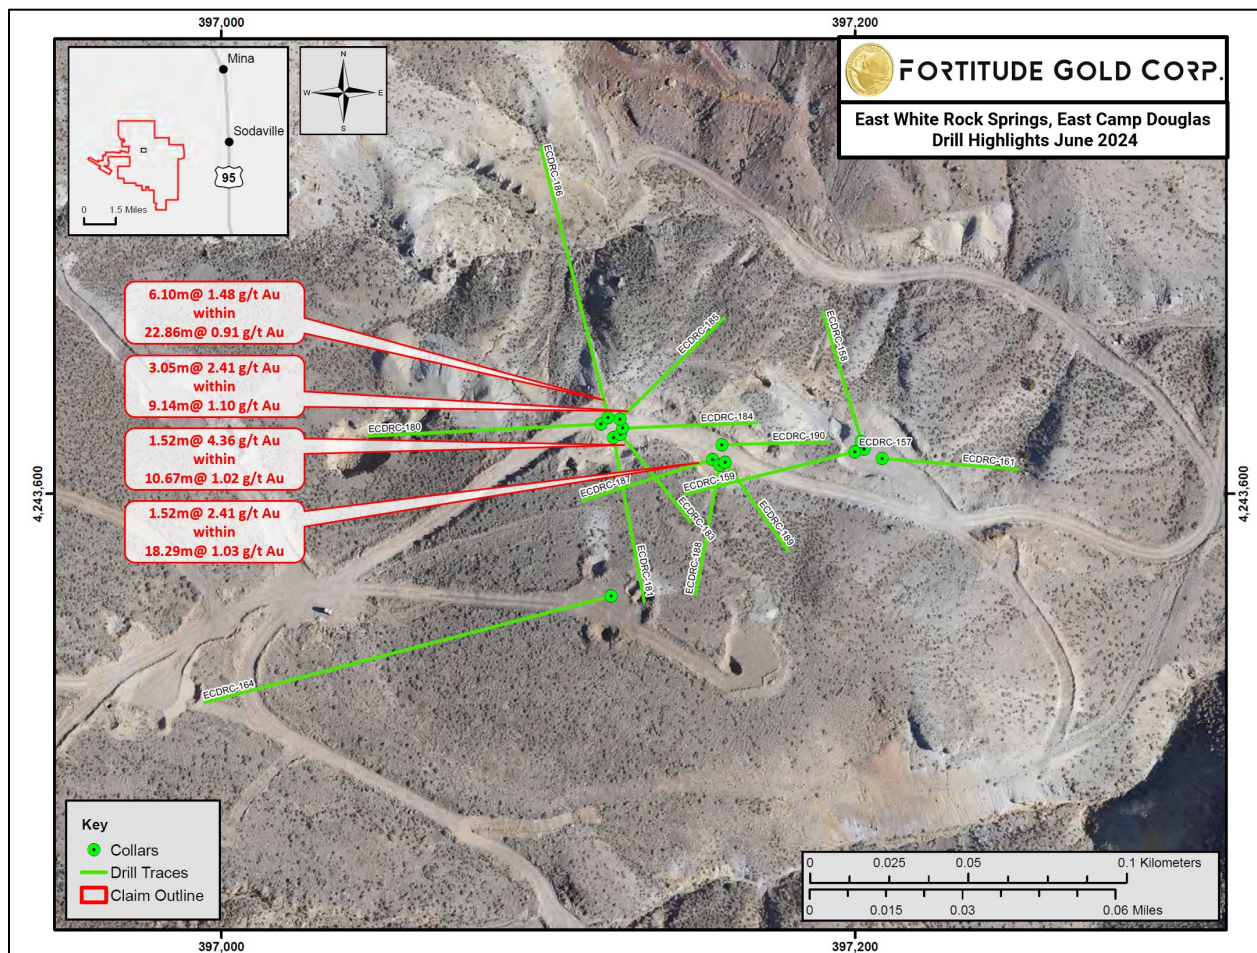 397,000
397,200
Mina
Sodaville
95
0 1.5 Miles
N
W E
S
FORTITUDE GOLD CORP.
East White Rock Springs, East Camp Douglas
Drill Highlights June 2024
6.10m@ 1.48 g/t Au
within
22.86m@ 0.91 g/t Au
3.05m@ 2.41 g/t Au
within
9.14m@ 1.10 g/t Au
1.52m@ 4.36 g/t Au
within
10.67m@ 1.02 g/t Au
1.52m@ 2.41 g/t Au
within
18.29m@ 1.03 g/t Au
ECDRC-186
ECDRC-185
ECDRC-158
ECDRC-180
ECDRC-184
ECDRC-190
ECDRC-157
ECDRC-161
ECDRC-187
ECDRC-159
ECDRC-183
ECDRC-189
ECDRC-188
ECDRC-181
ECDRC-164
4,243,600
4,243,600
Key
Collars
Drill Traces
Claim Outline
0 0.025 0.05 0.1 Kilometers
0 0.015 0.03 0.06 Miles
397,000
397,200